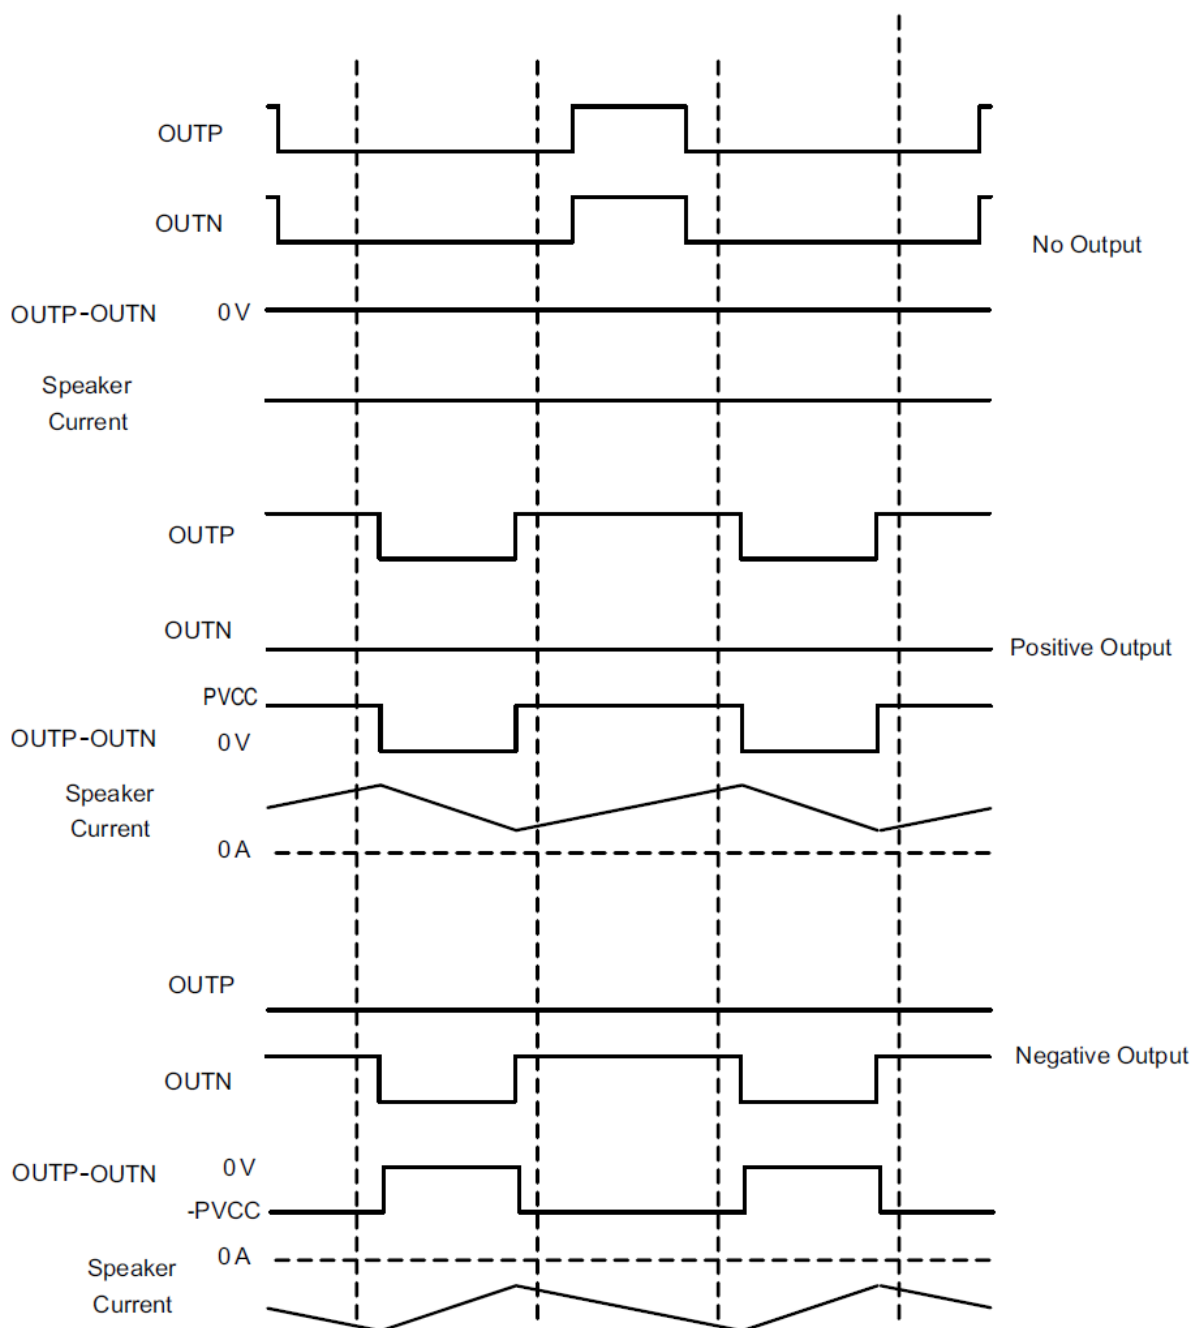 OUTP
OUTN
No Output
OUTP-OUTN 0 V
Speaker
Current
OUTP
OUTN
Positive Output
PVCC
OUTP-OUTN 0 V
Speaker
Current
0 A
OUTP
Negative Output
OUTN
OUTP-OUTN 0 V
-PVCC
0 A
Speaker
Current